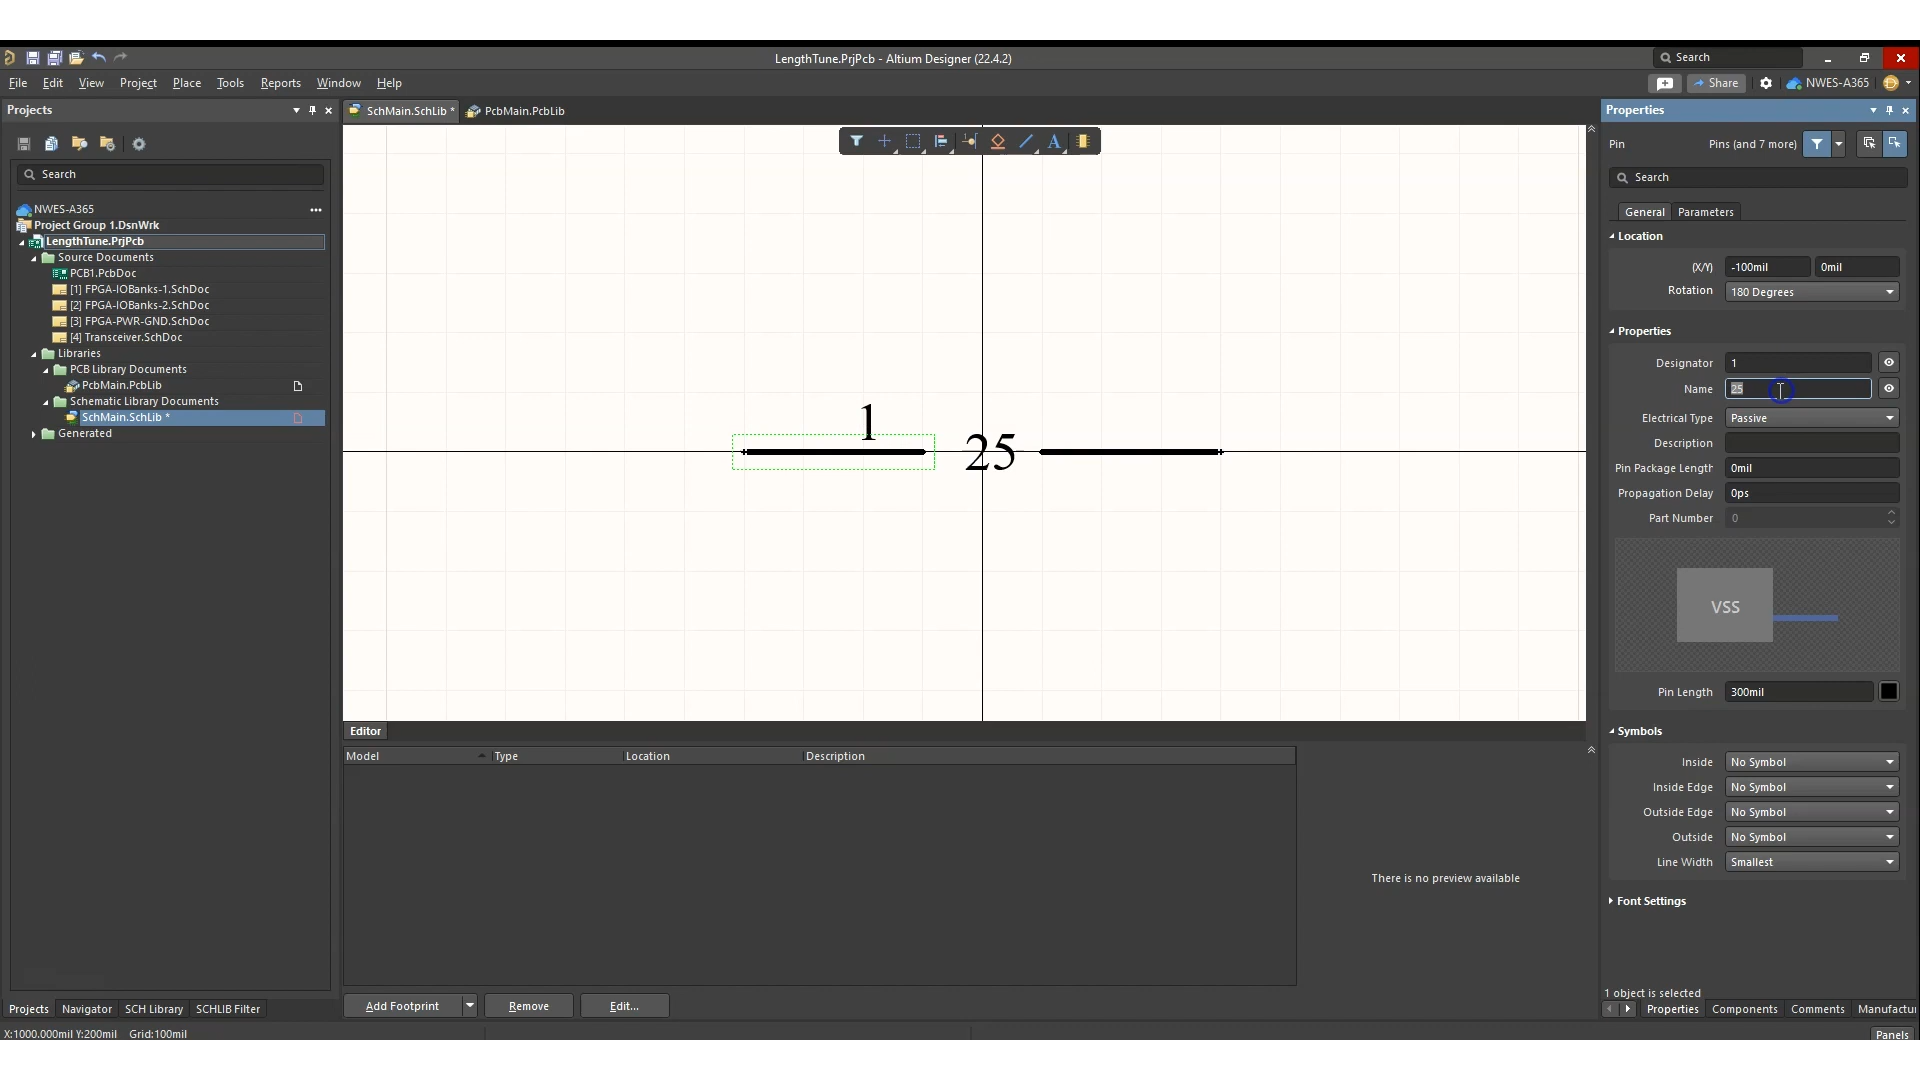 LengthTune.PrjPcb - Altium Designer (22.4.2)
Search
File Edit View Project Place Tools Reports Window Help
Share
NWES-A365
Projects
SchMain.SchLib *
PcbMain.PcbLib
Properties
Pin
Pins (and 7 more)
Search
Search
NWES-A365
Project Group 1.DsnWrk
LengthTune.PrjPcb
Source Documents
PCB1.PcbDoc
[1] FPGA-IOBanks-1.SchDoc
[2] FPGA-IOBanks-2.SchDoc
[3] FPGA-PWR-GND.SchDoc
[4] Transceiver.SchDoc
Libraries
PCB Library Documents
PcbMain.PcbLib
Schematic Library Documents
SchMain.SchLib *
Generated
1
25
General Parameters
Location
(X/Y) -100mil 0mil
Rotation 180 Degrees
Properties
Designator 1
Name 25
Electrical Type Passive
Description
Pin Package Length 0mil
Propagation Delay 0ps
Part Number 0
VSS
Pin Length 300mil
Symbols
Inside No Symbol
Inside Edge No Symbol
Outside Edge No Symbol
Outside No Symbol
Line Width Smallest
Font Settings
1 object is selected
Editor
Model Type Location Description
There is no preview available
Add Footprint Remove Edit...
Projects Navigator SCH Library SCHLIB Filter
Properties Components Comments Manufactu
X:1000.000mil Y:200mil Grid:100mil
Panels